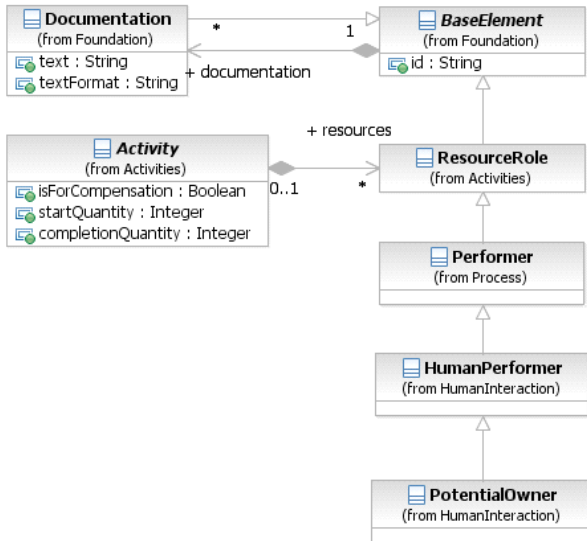 Documentation
(from Foundation)
text : String
textFormat : String
*
1
+ documentation
BaseElement
(from Foundation)
id : String
Activity
(from Activities)
isForCompensation : Boolean
startQuantity : Integer
completionQuantity : Integer
+ resources
0..1
*
ResourceRole
(from Activities)
Performer
(from Process)
HumanPerformer
(from HumanInteraction)
PotentialOwner
(from HumanInteraction)